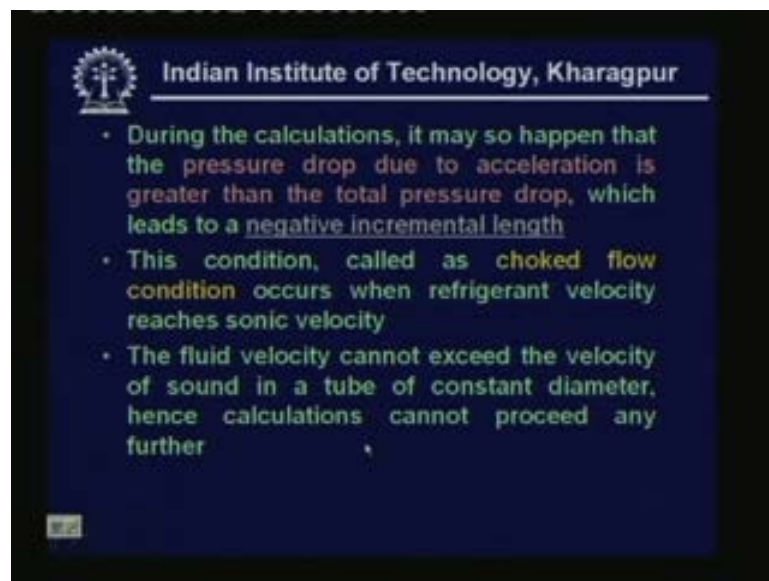 Indian Institute of Technology, Kharagpur
• During the calculations, it may so happen that
the pressure drop due to acceleration is
greater than the total pressure drop, which
leads to a negative incremental length
• This condition, called as choked flow
condition occurs when refrigerant velocity
reaches sonic velocity
• The fluid velocity cannot exceed the velocity
of sound in a tube of constant diameter,
hence calculations cannot proceed any
further